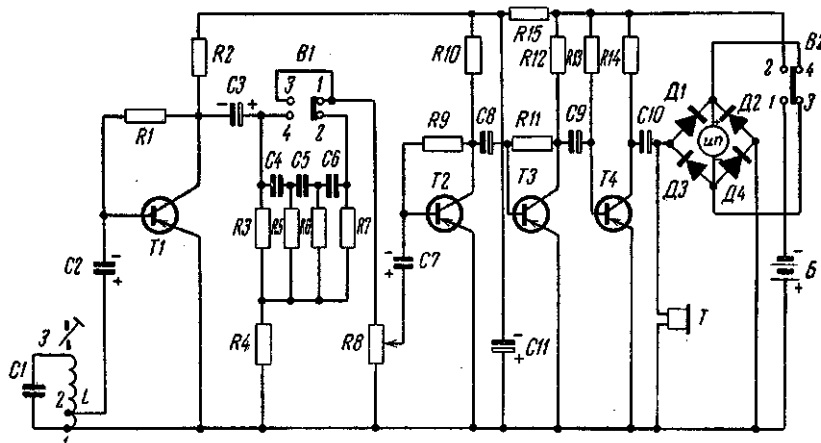 R15
R2
B1
R10
R12
R13
R14
B2
C3
3 1
4 2
2 4
1 3
C10
Д1
Д2
R1
R9
C8
R11
C9
C4
C5
C6
ИП
T1
T2
T3
T4
Д3
Д4
R3
R5
R6
R7
C2
C7
Б
3
R4
R8
C11
T
C1
2
L
1